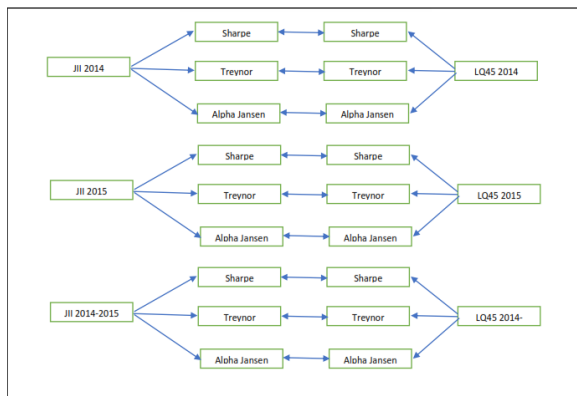 Sharpe Sharpe
JII 2014 Treynor Treynor LQ45 2014
Alpha Jansen Alpha Jansen
Sharpe Sharpe
JII 2015 Treynor Treynor LQ45 2015
Alpha Jansen Alpha Jansen
Sharpe Sharpe
JII 2014-2015 Treynor Treynor LQ45 2014-
Alpha Jansen Alpha Jansen